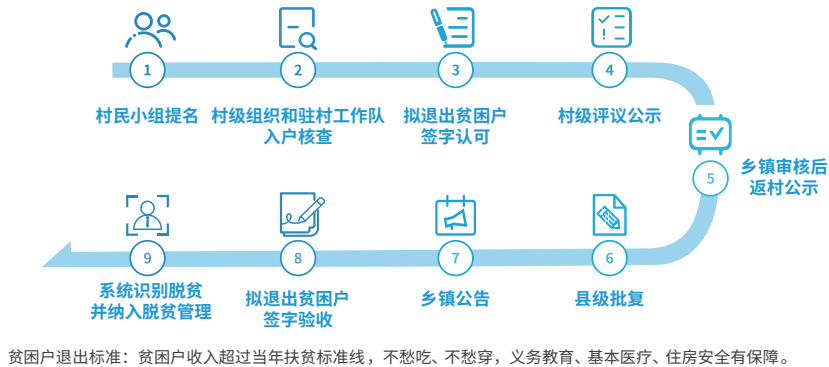 1
村民小组提名
2
村级组织和驻村工作队
入户核查
3
拟退出贫困户
签字认可
4
村级评议公示
5
乡镇审核后
返村公示
6
县级批复
7
乡镇公告
8
拟退出贫困户
签字验收
9
系统识别脱贫
并纳入脱贫管理
贫困户退出标准：贫困户收入超过当年扶贫标准线，不愁吃、不愁穿，义务教育、基本医疗、住房安全有保障。